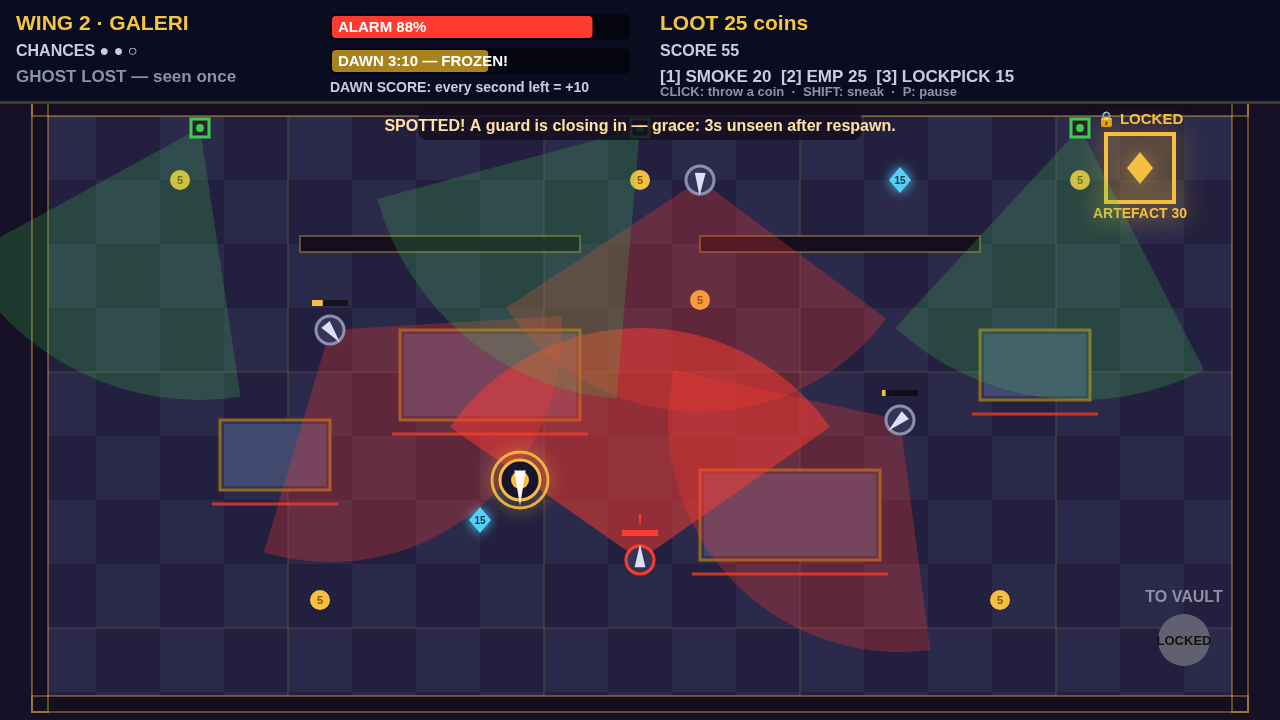 WING 2 · GALERI
CHANCES ● ● ○
GHOST LOST — seen once
ALARM 88%
DAWN 3:10 — FROZEN!
DAWN SCORE: every second left = +10
LOOT 25 coins
SCORE 55
[1] SMOKE 20 [2] EMP 25 [3] LOCKPICK 15
CLICK: throw a coin · SHIFT: sneak · P: pause
SPOTTED! A guard is closing in — grace: 3s unseen after respawn.
🔒 LOCKED
5
5
15
5
ARTEFACT 30
5
15
!
5
5
TO VAULT
LOCKED